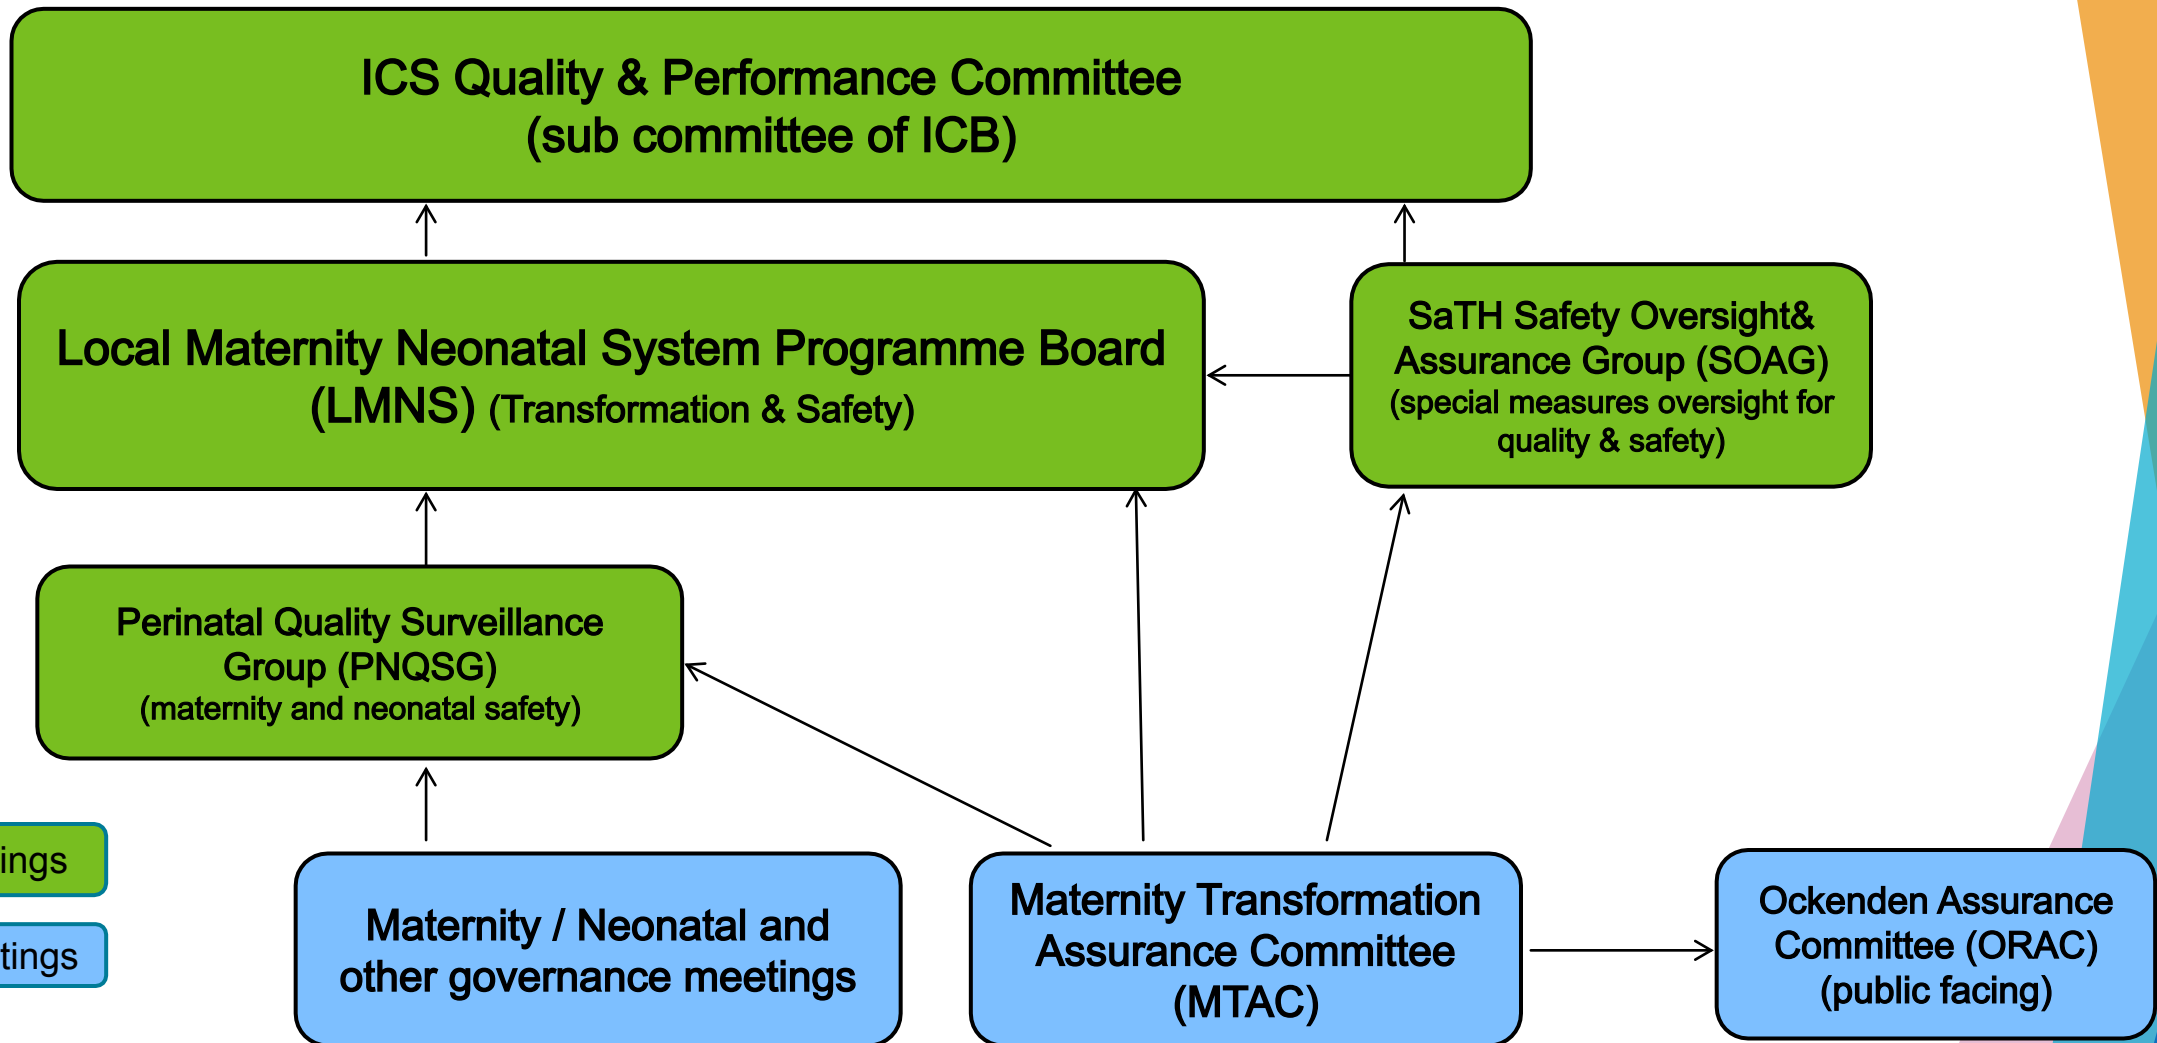 ICS Quality & Performance Committee
(sub committee of ICB)
Local Maternity Neonatal System Programme Board
(LMNS) (Transformation & Safety)
SaTH Safety Oversight&
Assurance Group (SOAG)
(special measures oversight for
quality & safety)
Perinatal Quality Surveillance
Group (PNQSG)
(maternity and neonatal safety)
Maternity / Neonatal and
other governance meetings
Maternity Transformation
Assurance Committee
(MTAC)
Ockenden Assurance
Committee (ORAC)
(public facing)